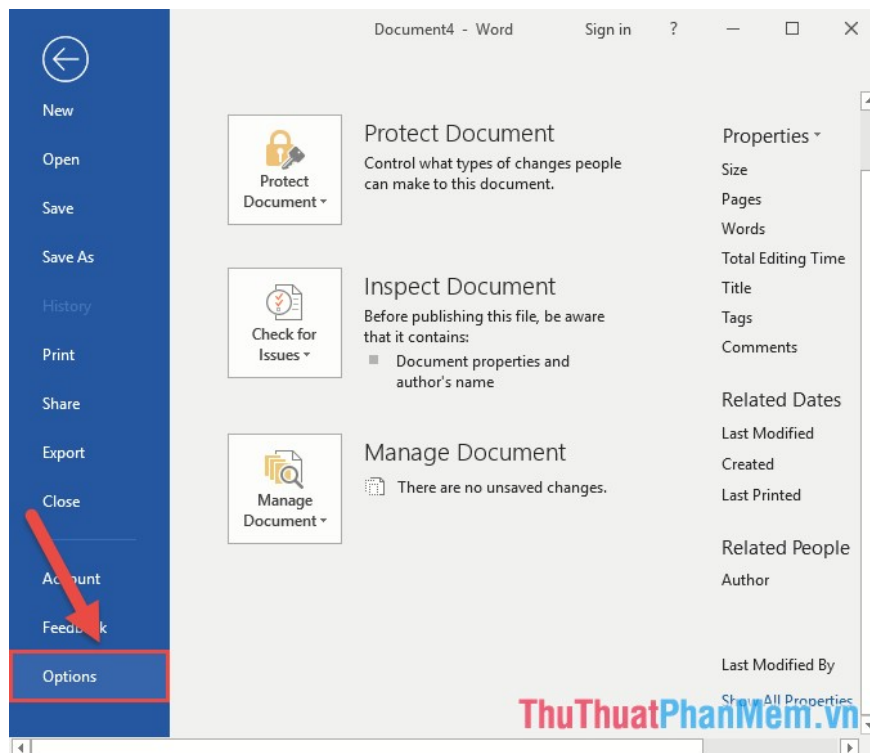 Document4 - Word Sign in ?
New
Open
Save
Save As
History
Print
Share
Export
Close
Account
Feedback
Options
Protect Document
Protect Document
Control what types of changes people
can make to this document.
Check for
Issues
Inspect Document
Before publishing this file, be aware
that it contains:
Document properties and
author's name
Manage
Document
Manage Document
There are no unsaved changes.
Properties
Size
Pages
Words
Total Editing Time
Title
Tags
Comments
Related Dates
Last Modified
Created
Last Printed
Related People
Author
Last Modified By
Show All Properties
ThuThuatPhanMem.vn